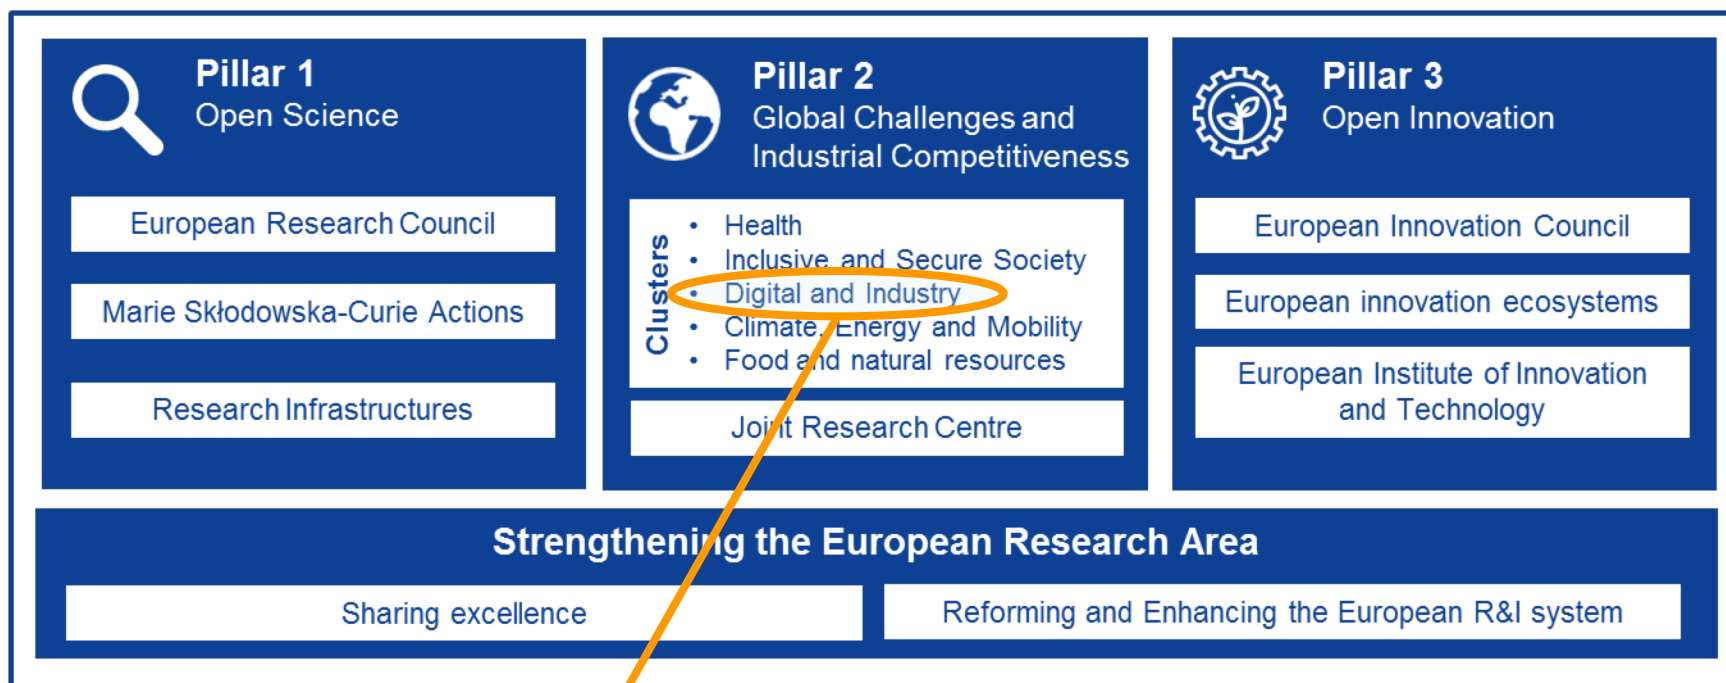 Pillar 1
Open Science
European Research Council
Marie Skłodowska-Curie Actions
Research Infrastructures
Pillar 2
Global Challenges and
Industrial Competitiveness
Clusters
• Health
• Inclusive and Secure Society
• Digital and Industry
• Climate, Energy and Mobility
• Food and natural resources
Joint Research Centre
Pillar 3
Open Innovation
European Innovation Council
European innovation ecosystems
European Institute of Innovation
and Technology
Strengthening the European Research Area
Sharing excellence
Reforming and Enhancing the European R&I system